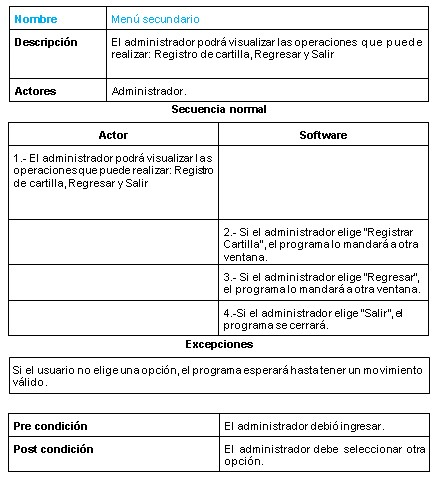 Nombre Menú secundario
Descripción El administrador podrá visualizar las operaciones que puede
realizar: Registro de cartilla, Regresar y Salir
Actores Administrador.
Secuencia normal
Actor Software
1.- El administrador podrá visualizar las
operaciones que puede realizar: Registro
de cartilla, Regresar y Salir
2.- Si el administrador elige "Registrar
Cartilla", el programa lo mandará a otra
ventana.
3.- Si el administrador elige "Regresar",
el programa lo mandará a otra ventana.
4.-Si el administrador elige "Salir", el
programa se cerrará.
Excepciones
Si el usuario no elige una opción, el programa esperará hasta tener un movimiento
válido.
Pre condición El administrador debió ingresar.
Post condición El administrador debe seleccionar otra
opción.